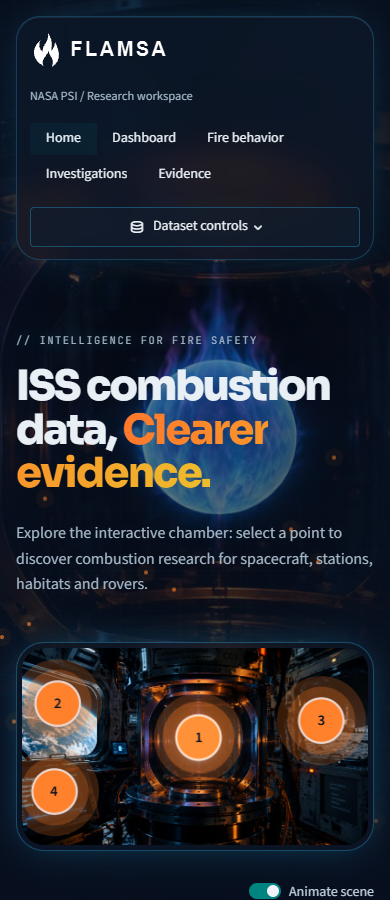 FLAMSA
NASA PSI / Research workspace
Home Dashboard Fire behavior
Investigations Evidence
Dataset controls
// INTELLIGENCE FOR FIRE SAFETY
ISS combustion
data, Clearer
evidence.
Explore the interactive chamber: select a point to
discover combustion research for spacecraft, stations,
habitats and rovers.
2
3
1
4
Animate scene